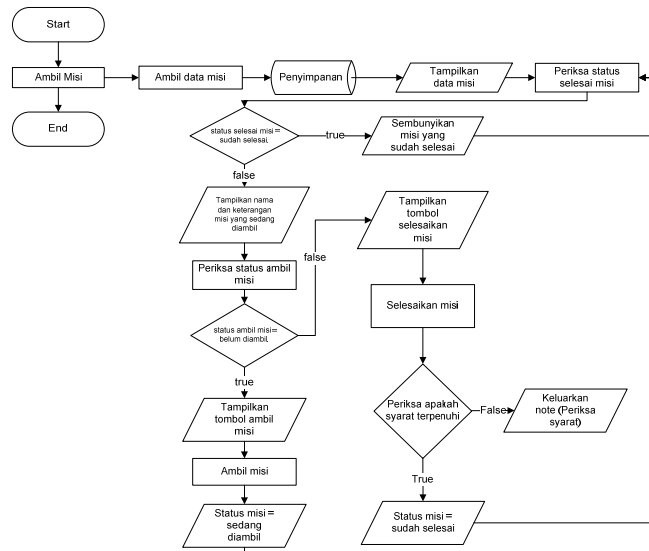 Start
Ambil Misi
End
Ambil data misi
Penyimpanan
Tampilkan
data misi
Periksa status
selesai misi
status selesai misi=
sudah selesai
true
Sembunyikan
misi yang
sudah selesai
false
Tampilkan nama
dan keterangan
misi yang sedang
diambil
Periksa status ambil
misi
status ambil misi=
belum diambil
false
true
Tampilkan
tombol ambil
misi
Ambil misi
Status misi =
sedang
diambil
Tampilkan
tombol
selesaikan
misi
Selesaikan misi
Periksa apakah
syarat terpenuhi
False
Keluarkan
note (Periksa
syarat)
True
Status misi =
sudah selesai